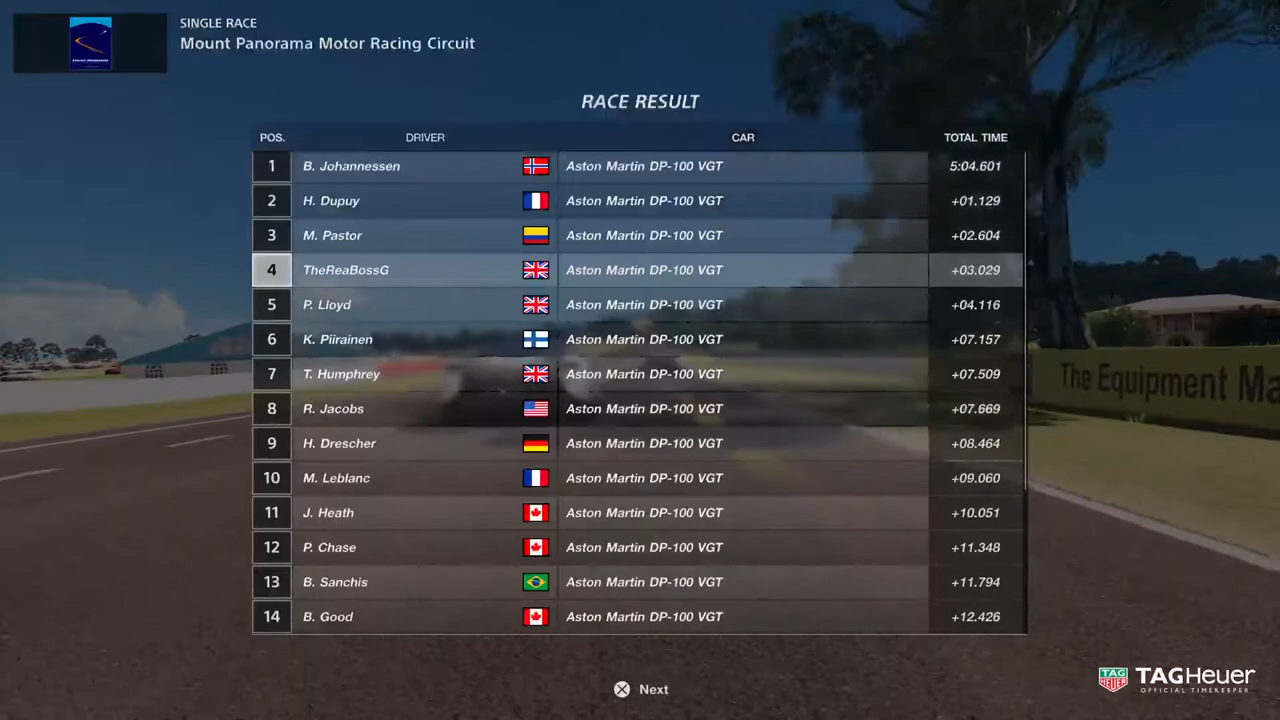 SINGLE RACE
Mount Panorama Motor Racing Circuit
RACE RESULT
POS. DRIVER CAR TOTAL TIME
1 B. Johannessen Aston Martin DP-100 VGT 5:04.601
2 H. Dupuy Aston Martin DP-100 VGT +01.129
3 M. Pastor Aston Martin DP-100 VGT +02.604
4 TheReaBossG Aston Martin DP-100 VGT +03.029
5 P. Lloyd Aston Martin DP-100 VGT +04.116
6 K. Piirainen Aston Martin DP-100 VGT +07.157
7 T. Humphrey Aston Martin DP-100 VGT +07.509
8 R. Jacobs Aston Martin DP-100 VGT +07.669
9 H. Drescher Aston Martin DP-100 VGT +08.464
10 M. Leblanc Aston Martin DP-100 VGT +09.060
11 J. Heath Aston Martin DP-100 VGT +10.051
12 P. Chase Aston Martin DP-100 VGT +11.348
13 B. Sanchis Aston Martin DP-100 VGT +11.794
14 B. Good Aston Martin DP-100 VGT +12.426
The Equipment Ma
Next
TAG HEUER
TAGHeuer
OFFICIAL TIMEKEEPER